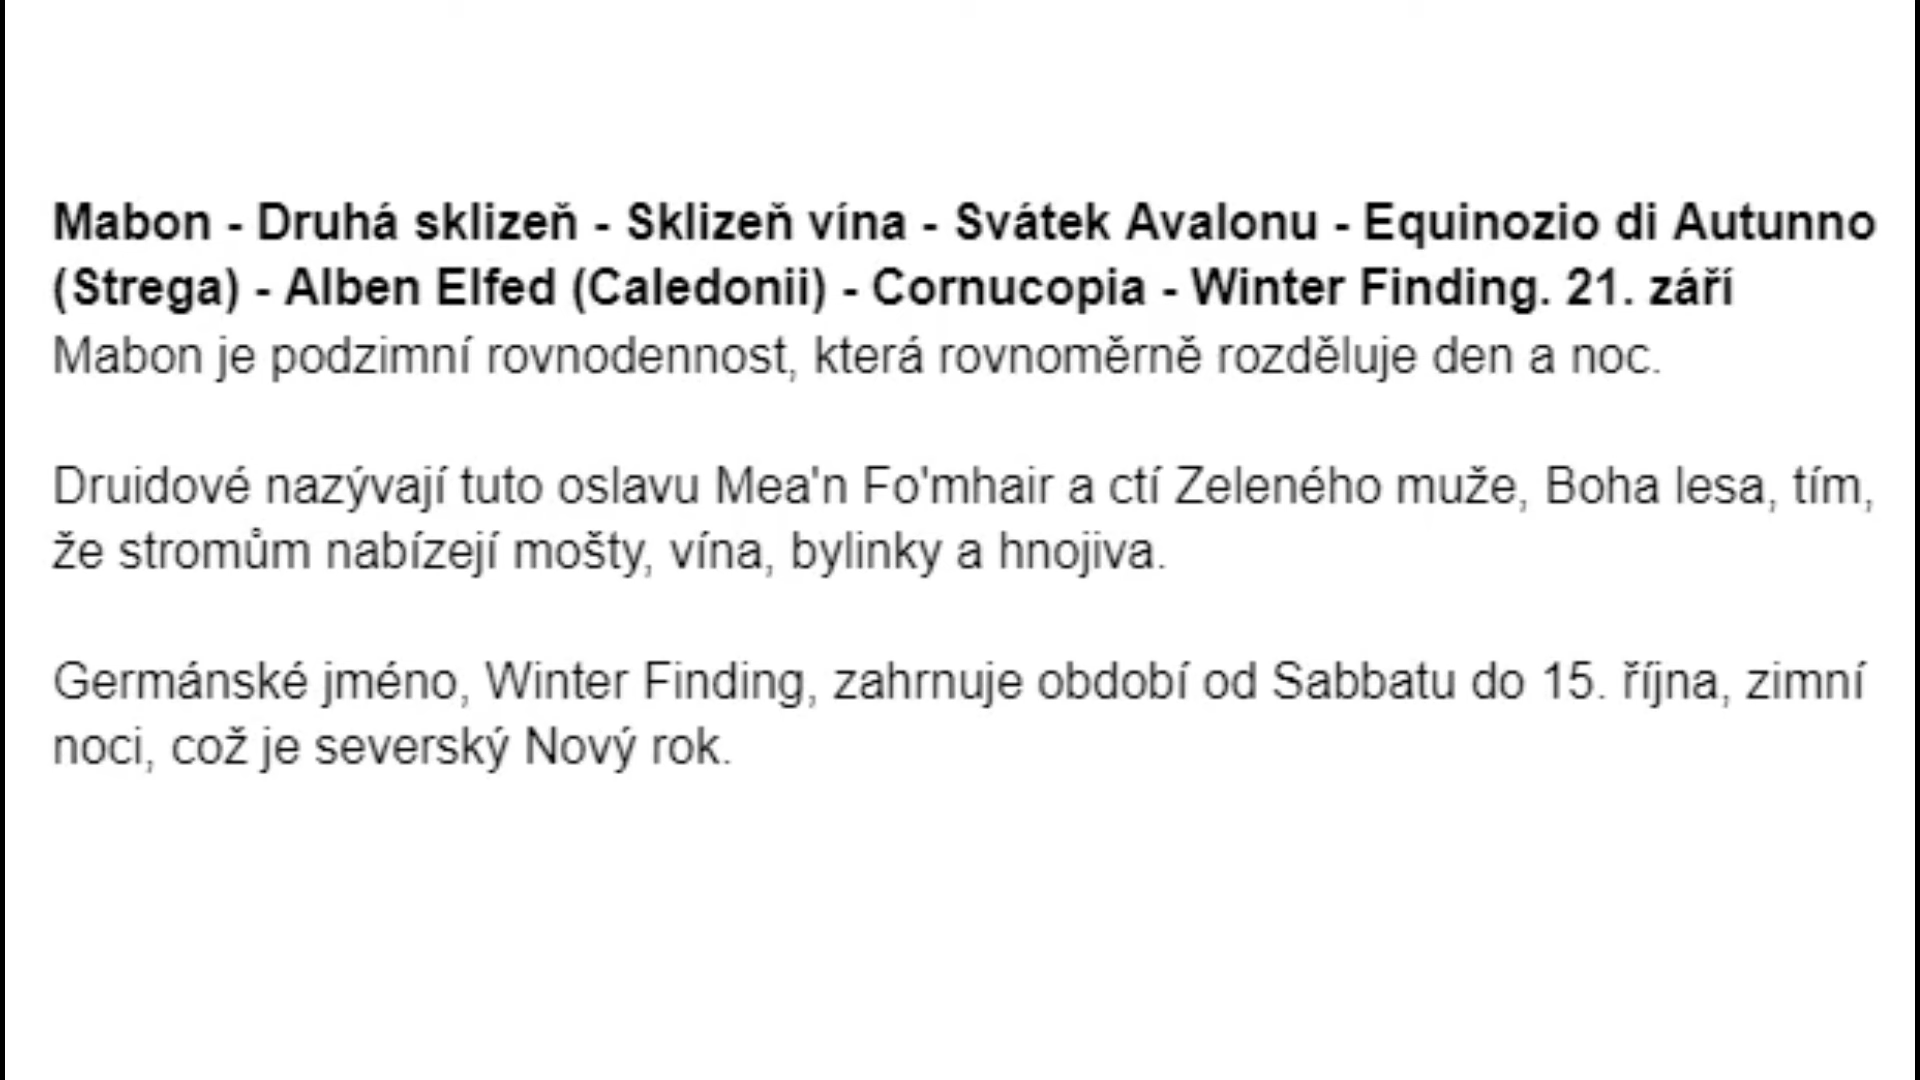 Mabon - Druhá sklizeň - Sklizeň vína - Svátek Avalonu - Equinozio di Autunno
(Strega) - Alben Elfed (Caledonii) - Cornucopia - Winter Finding. 21. září
Mabon je podzimní rovnodennost, která rovnoměrně rozděluje den a noc.
Druidové nazývají tuto oslavu Mea'n Fo'mhair a ctí Zeleného muže, Boha lesa, tím,
že stromům nabízejí mošty, vína, bylinky a hnojiva.
Germánské jméno, Winter Finding, zahrnuje období od Sabbatu do 15. října, zimní
noci, což je severský Nový rok.